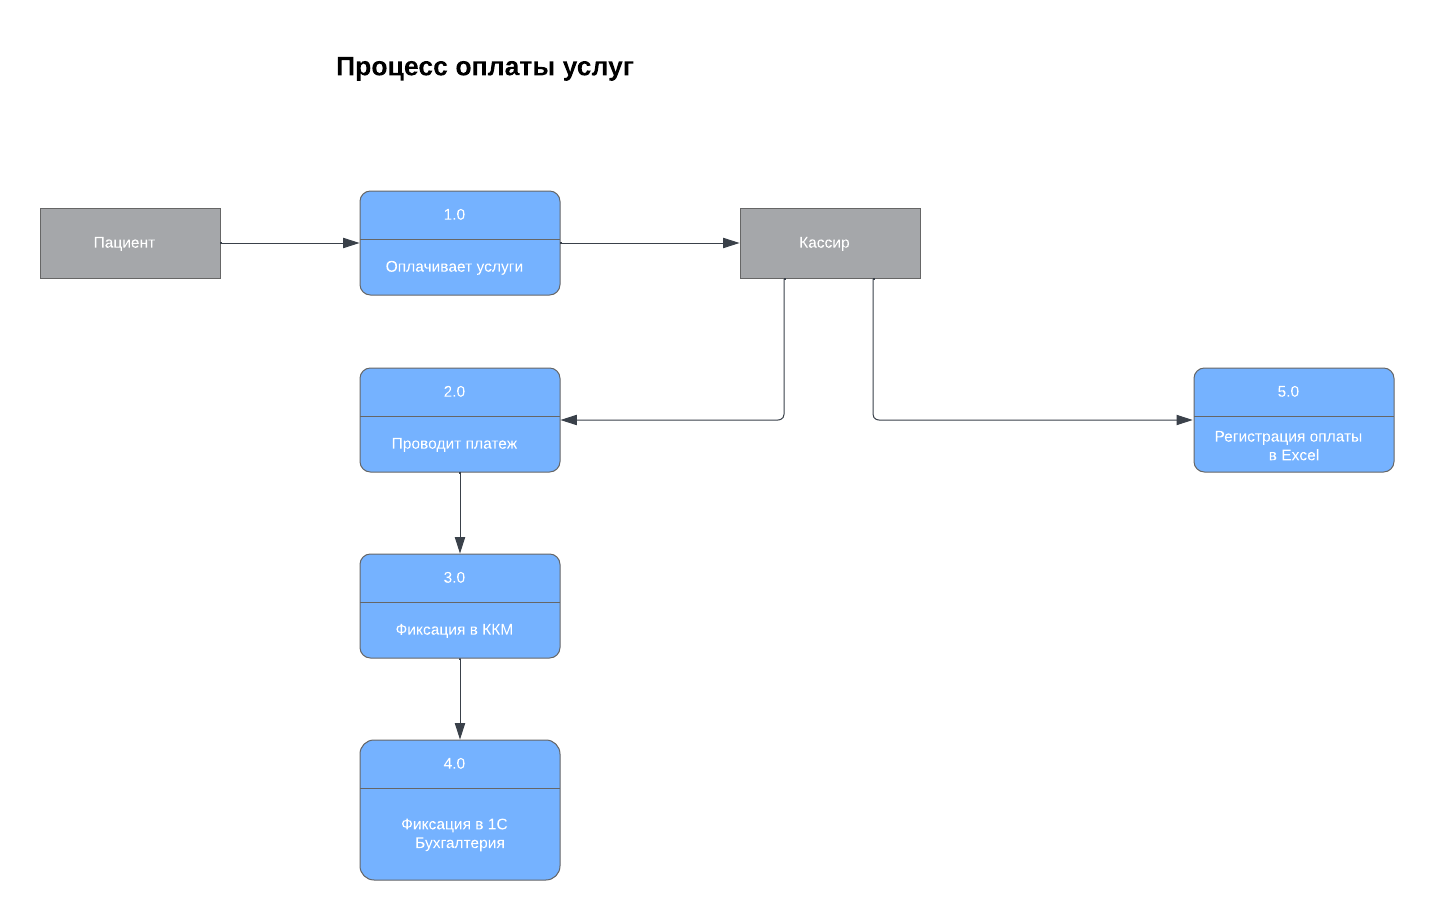 Процесс оплаты услуг
Пациент
1.0
Оплачивает услуги
Кассир
2.0
Проводит платеж
5.0
Регистрация оплаты
в Excel
3.0
Фиксация в ККМ
4.0
Фиксация в 1С
Бухгалтерия